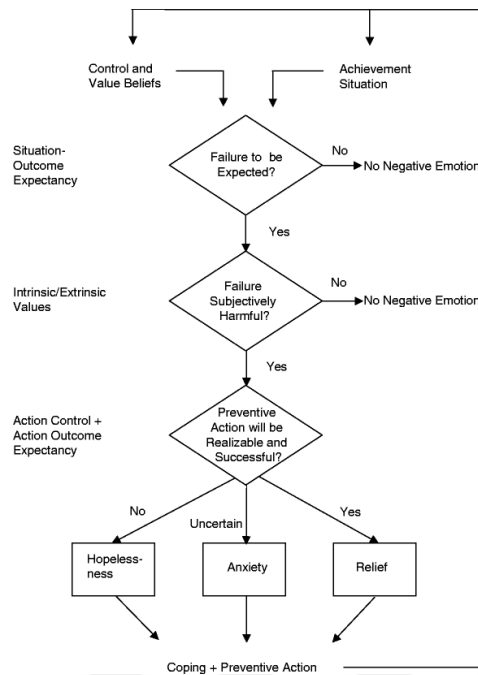 Control and
Value Beliefs
Achievement
Situation
Situation-
Outcome
Expectancy
Failure to be
Expected?
No
No Negative Emotion
Yes
Intrinsic/Extrinsic
Values
Failure
Subjectively
Harmful?
No
No Negative Emotion
Yes
Action Control +
Action Outcome
Expectancy
Preventive
Action will be
Realizable and
Successful?
No
Uncertain
Yes
Hopeless-
ness
Anxiety
Relief
Coping + Preventive Action